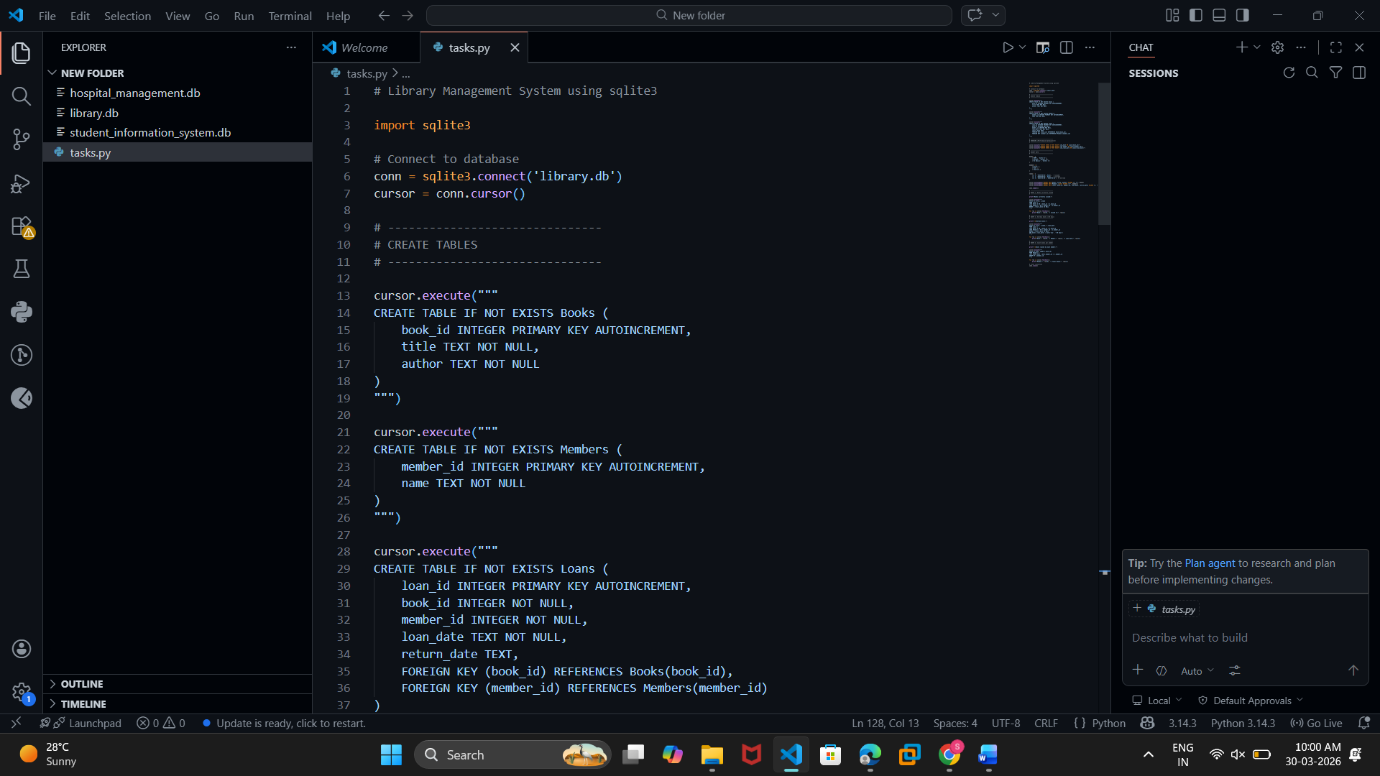 File Edit Selection View Go Run Terminal Help
New folder
EXPLORER
NEW FOLDER
hospital_management.db
library.db
student_information_system.db
tasks.py
OUTLINE
TIMELINE
Welcome
tasks.py
tasks.py > ...
1 # Library Management System using sqlite3
2
3 import sqlite3
4
5 # Connect to database
6 conn = sqlite3.connect('library.db')
7 cursor = conn.cursor()
8
9 # -------------------------------
10 # CREATE TABLES
11 # -------------------------------
12
13 cursor.execute("""
14 CREATE TABLE IF NOT EXISTS Books (
15 book_id INTEGER PRIMARY KEY AUTOINCREMENT,
16 title TEXT NOT NULL,
17 author TEXT NOT NULL
18 )
19 """)
20
21 cursor.execute("""
22 CREATE TABLE IF NOT EXISTS Members (
23 member_id INTEGER PRIMARY KEY AUTOINCREMENT,
24 name TEXT NOT NULL
25 )
26 """)
27
28 cursor.execute("""
29 CREATE TABLE IF NOT EXISTS Loans (
30 loan_id INTEGER PRIMARY KEY AUTOINCREMENT,
31 book_id INTEGER NOT NULL,
32 member_id INTEGER NOT NULL,
33 loan_date TEXT NOT NULL,
34 return_date TEXT,
35 FOREIGN KEY (book_id) REFERENCES Books(book_id),
36 FOREIGN KEY (member_id) REFERENCES Members(member_id)
37 )
CHAT
SESSIONS
Tip: Try the Plan agent to research and plan
before implementing changes.
tasks.py
Describe what to build
Auto
Local Default Approvals
Launchpad 0 0 Update is ready, click to restart. Ln 128, Col 13 Spaces: 4 UTF-8 CRLF { } Python 3.14.3 Python 3.14.3 Go Live
1
28°C
Sunny
Search
S
W
ENG
IN
10:00 AM
30-03-2026